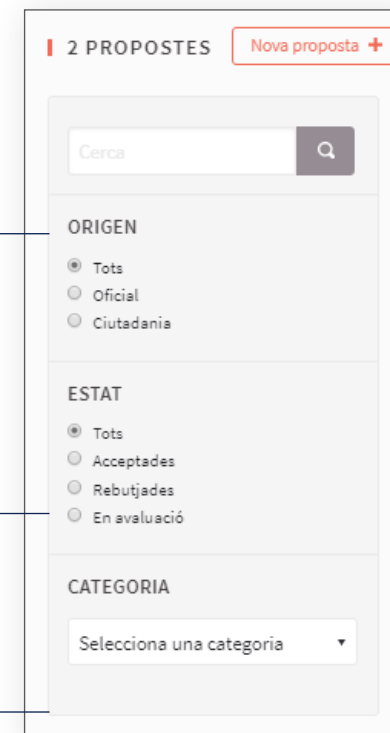 2 PROPOSTES Nova proposta +
Cerca
ORIGEN
Tots
Oficial
Ciutadania
ESTAT
Tots
Acceptades
Rebutjades
En avaluació
CATEGORIA
Selecciona una categoria